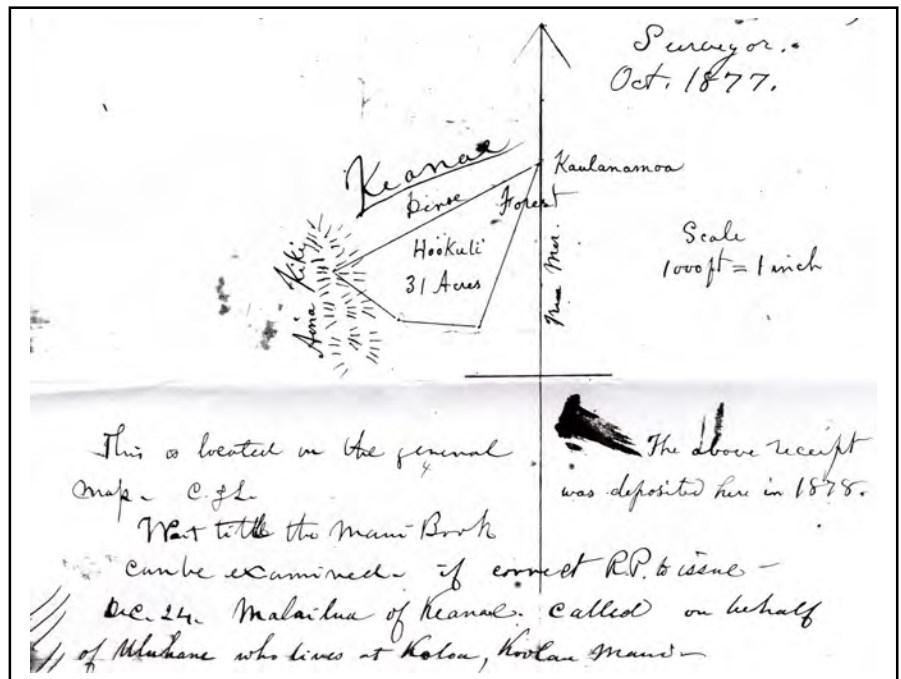 Surveyor.
Oct. 1877.
Keanae
Kaulanamoa
Dense Forest
Hookuli
31 Acres
Aina Kiki
Mer.
Scale
1000 ft = 1 inch
This is located on the general
map - C.J.L.
The above receipt
was deposited here in 1878.
Wait till the Maui Book
can be examined - if correct R.P. to issue -
Dec. 24. Malailua of Keanae. called on behalf
of Uluhane who lives at Koloa, Koolau Maui -